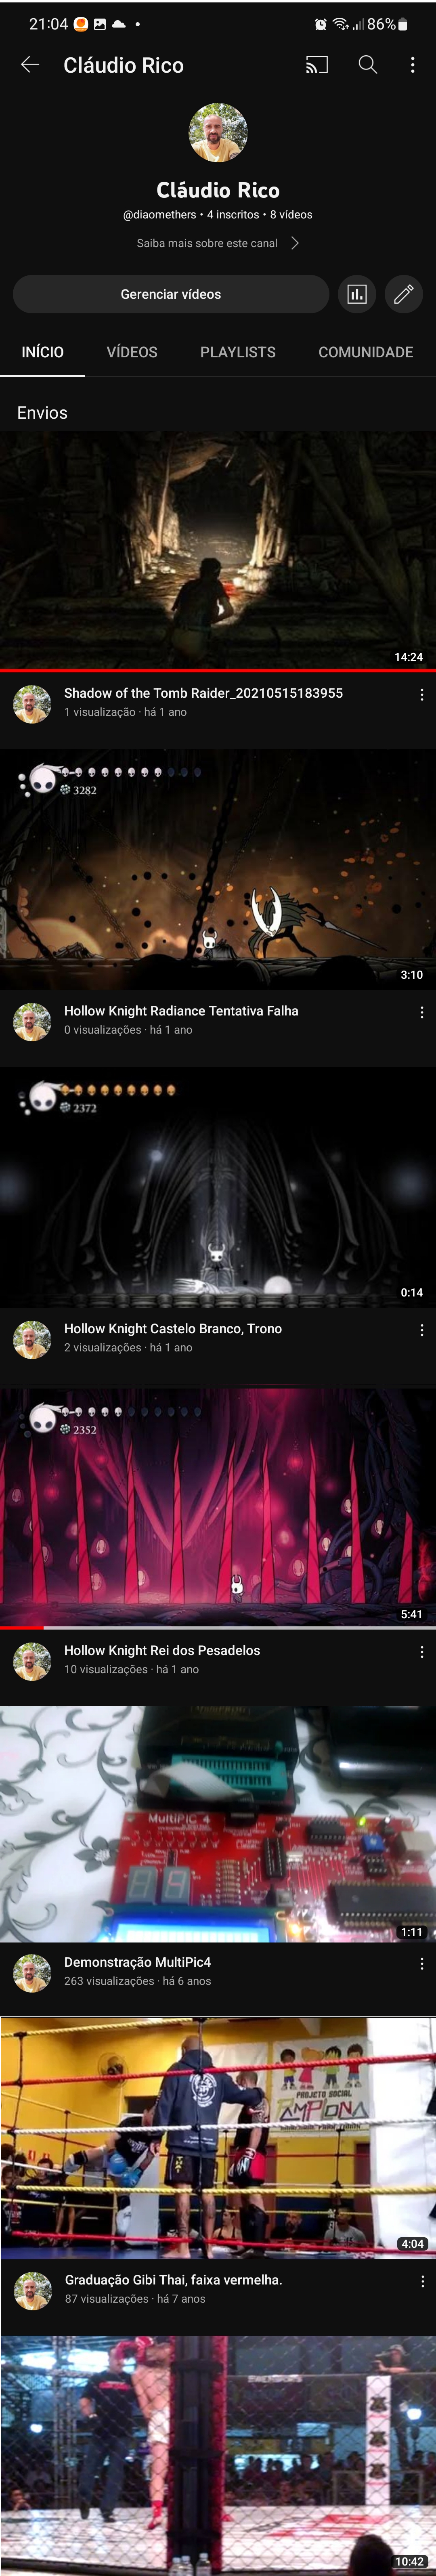 21:04
86%
Cláudio Rico
Cláudio Rico
@diaomethers • 4 inscritos • 8 vídeos
Saiba mais sobre este canal
Gerenciar vídeos
INÍCIO VÍDEOS PLAYLISTS COMUNIDADE
Envios
14:24
Shadow of the Tomb Raider_20210515183955
1 visualização · há 1 ano
3282
3:10
Hollow Knight Radiance Tentativa Falha
0 visualizações · há 1 ano
2372
0:14
Hollow Knight Castelo Branco, Trono
2 visualizações · há 1 ano
2352
5:41
Hollow Knight Rei dos Pesadelos
10 visualizações · há 1 ano
MultiPIC 4
1:11
Demonstração MultiPic4
263 visualizações · há 6 anos
PROJETO SOCIAL
4:04
Graduação Gibi Thai, faixa vermelha.
87 visualizações · há 7 anos
10:42